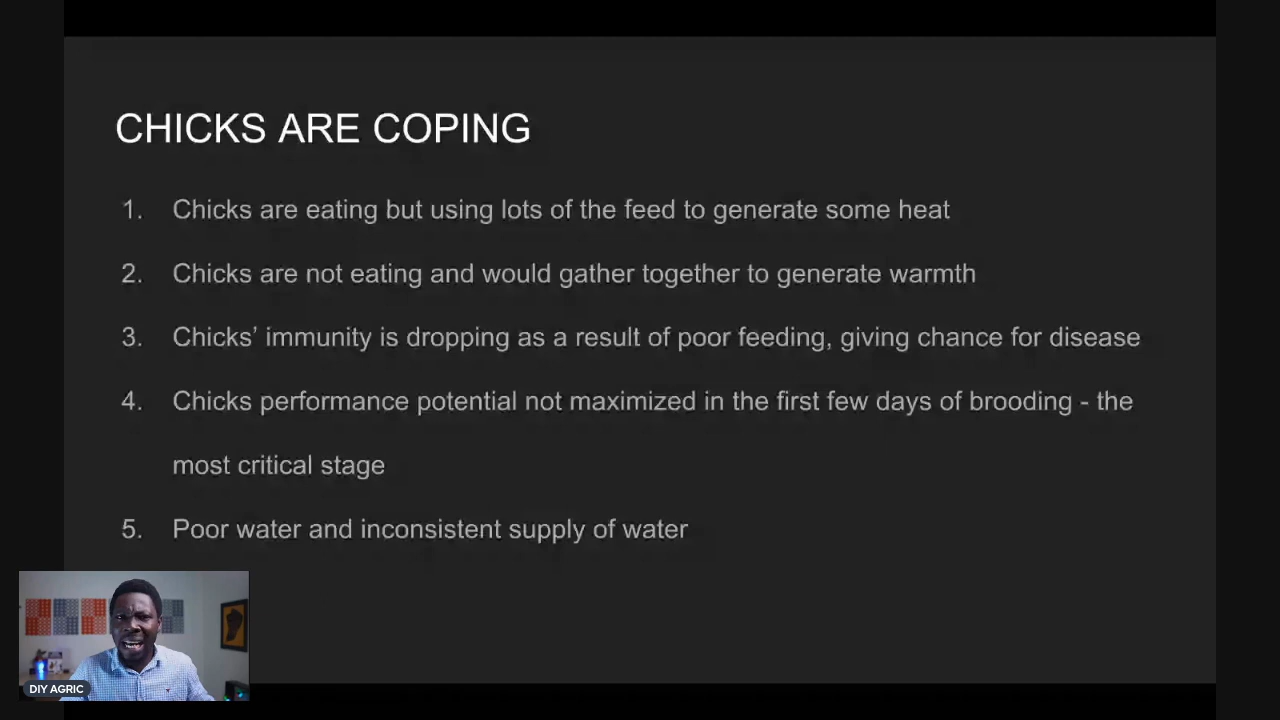 CHICKS ARE COPING
1. Chicks are eating but using lots of the feed to generate some heat
2. Chicks are not eating and would gather together to generate warmth
3. Chicks’ immunity is dropping as a result of poor feeding, giving chance for disease
4. Chicks performance potential not maximized in the first few days of brooding - the
most critical stage
5. Poor water and inconsistent supply of water
DIY AGRIC